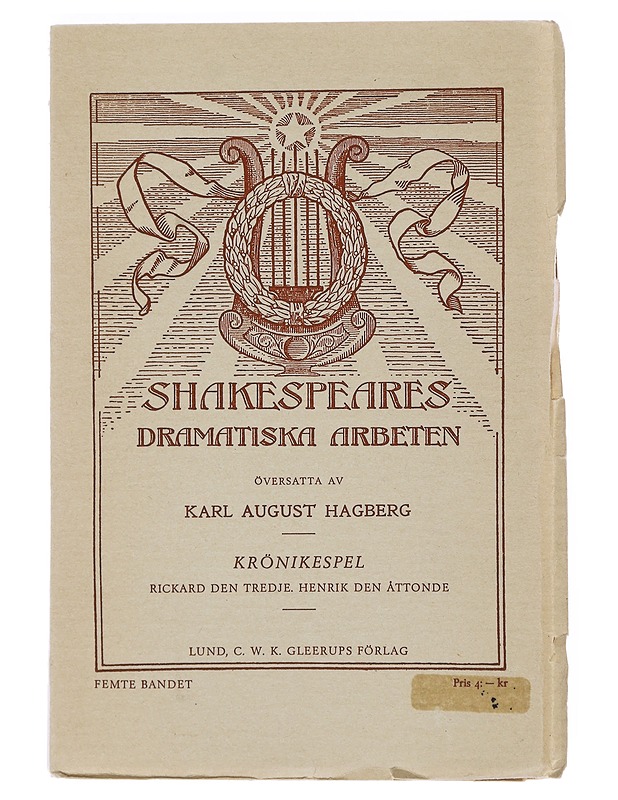 SHAKESPEARES
DRAMATISKA ARBETEN
ÖVERSATTA AV
KARL AUGUST HAGBERG
KRÖNIKESPEL
RICKARD DEN TREDJE. HENRIK DEN ÅTTONDE
LUND, C. W. K. GLEERUPS FÖRLAG
FEMTE BANDET
Pris 4: — kr